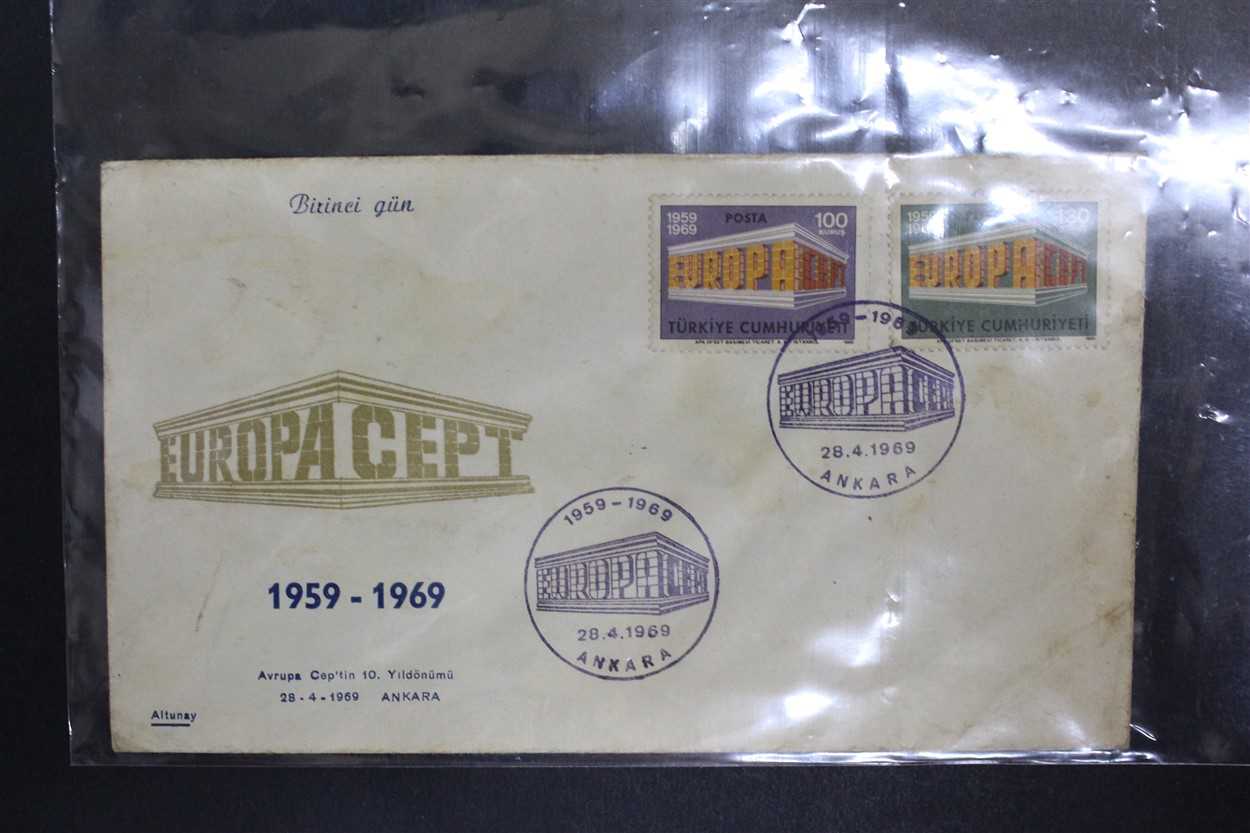 Birinci gün
1959
1969
POSTA
100
KURUŞ
EUROPA CEPT
TÜRKİYE CUMHURİYETİ
130
EUROPA CEPT
TÜRKİYE CUMHURİYETİ
1959-1969
EUROPA CEPT
28.4.1969
ANKARA
EUROPA CEPT
1959-1969
EUROPA CEPT
28.4.1969
ANKARA
1959 - 1969
Avrupa Cep'tin 10. Yıldönümü
28-4-1969 ANKARA
Altunay